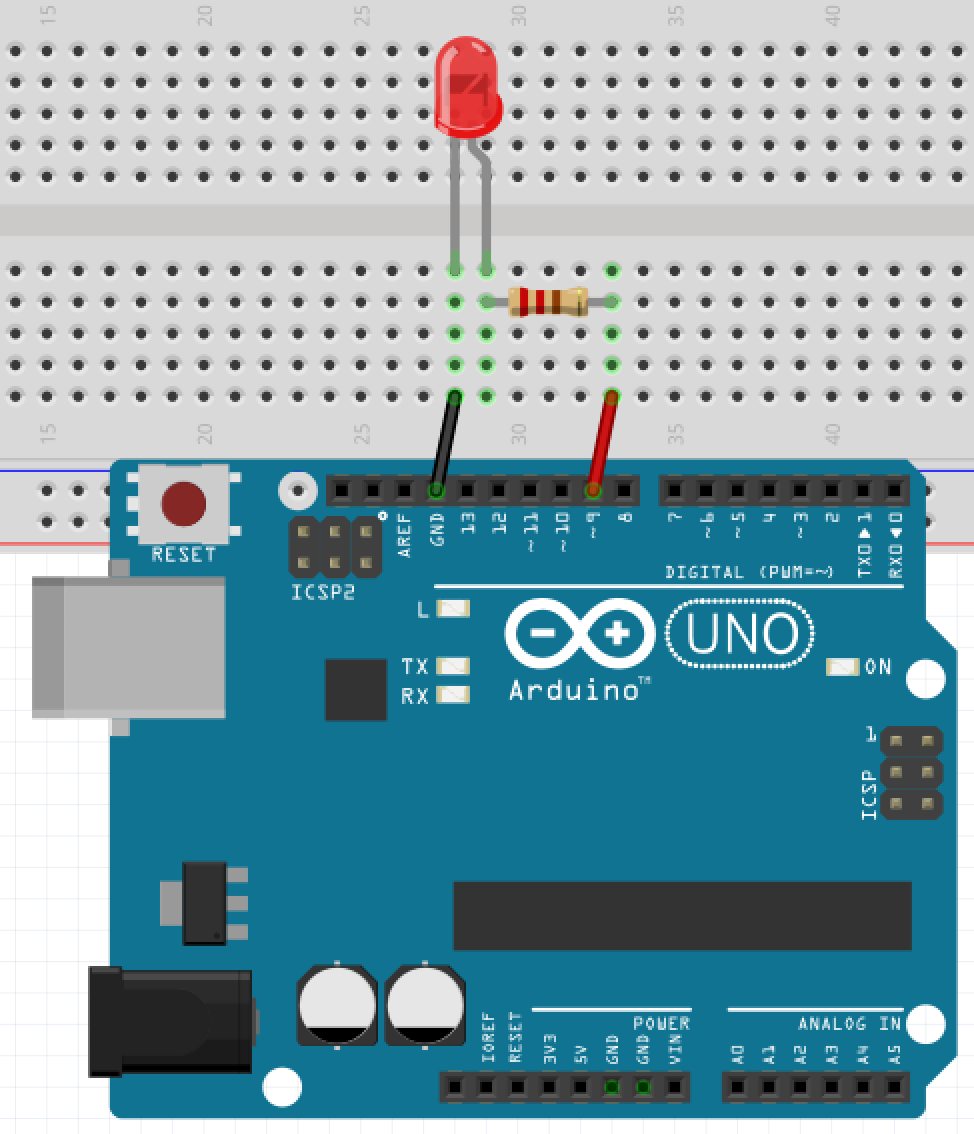 15 20 25 30 35 40
15 20 25 30 35 40
RESET
ICSP2
AREF GND 13 12 ~11 ~10 ~9 8 7 ~6 ~5 4 ~3 2 TX0▶1 RX0◀0
DIGITAL (PWM=~)
L
TX
RX
UNO
Arduino™
ON
1
ICSP
POWER
ANALOG IN
IOREF RESET 3V3 5V GND GND VIN A0 A1 A2 A3 A4 A5